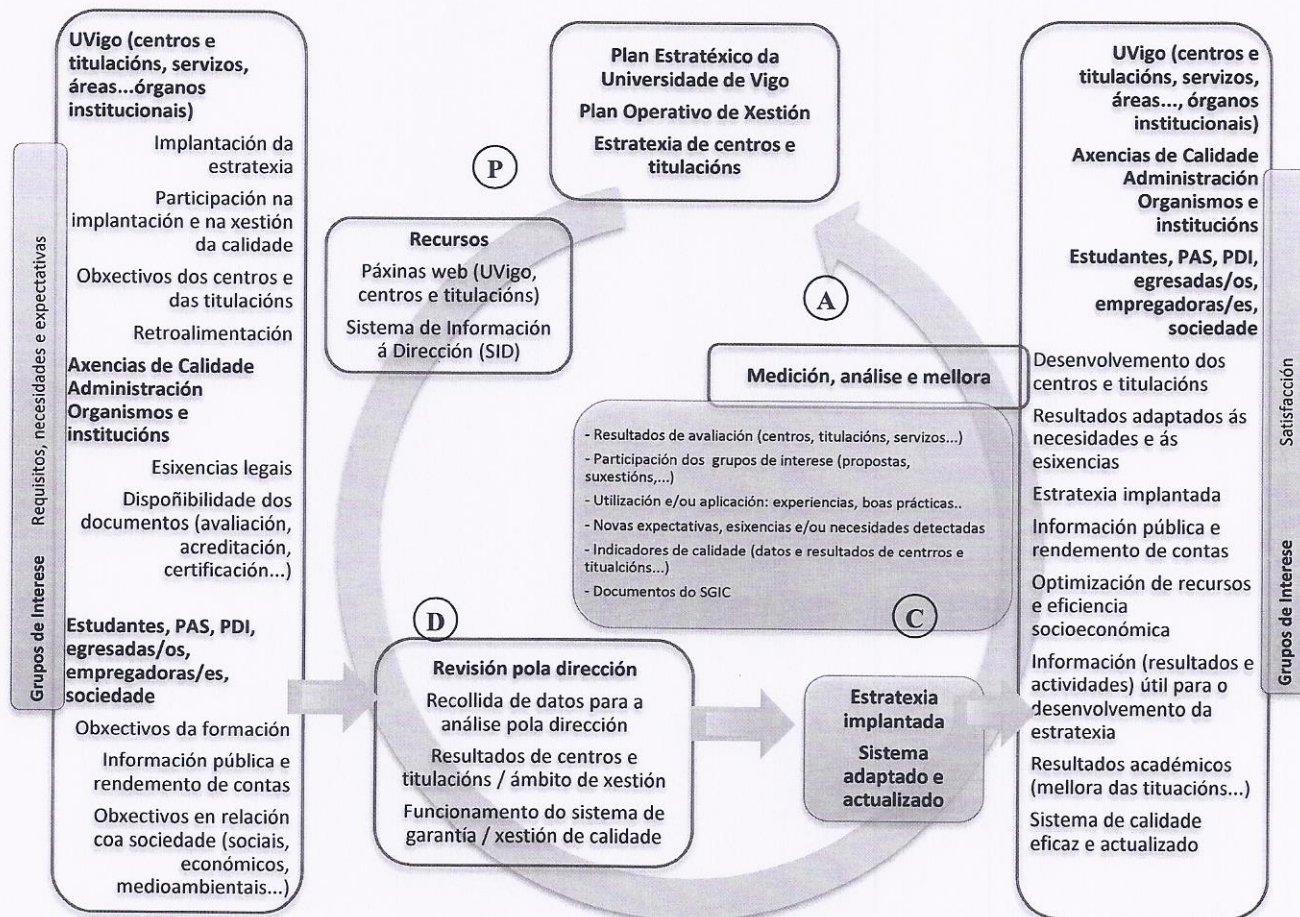 Grupos de Interese Requisitos, necesidades e expectativas
UVigo (centros e
titulacións, servizos,
áreas...órganos
institucionais)
Implantación da
estratexia
Participación na
implantación e na xestión
da calidade
Obxectivos dos centros e
das titulacións
Retroalimentación
Axencias de Calidade
Administración
Organismos e
institucións
Esixencias legais
Dispoñibilidade dos
documentos (avaliación,
acreditación,
certificación...)
Estudantes, PAS, PDI,
egresadas/os,
empregadoras/es,
sociedade
Obxectivos da formación
Información pública e
rendemento de contas
Obxectivos en relación
coa sociedade (sociais,
económicos,
medioambientais...)
Plan Estratéxico da
Universidade de Vigo
Plan Operativo de Xestión
Estratexia de centros e
titulacións
P
Recursos
Páxinas web (UVigo,
centros e titulacións)
Sistema de Información
á Dirección (SID)
A
Medición, análise e mellora
- Resultados de avaliación (centros, titulacións, servizos...)
- Participación dos grupos de interese (propostas,
suxestións,...)
- Utilización e/ou aplicación: experiencias, boas prácticas..
- Novas expectativas, esixencias e/ou necesidades detectadas
- Indicadores de calidade (datos e resultados de centrros e
titualcións...)
- Documentos do SGIC
C
D
Revisión pola dirección
Recollida de datos para a
análise pola dirección
Resultados de centros e
titulacións / ámbito de xestión
Funcionamento do sistema de
garantía / xestión de calidade
Estratexia
implantada
Sistema
adaptado e
actualizado
UVigo (centros e
titulacións, servizos,
áreas..., órganos
institucionais)
Axencias de Calidade
Administración
Organismos e
institucións
Estudantes, PAS, PDI,
egresadas/os,
empregadoras/es,
sociedade
Desenvolvemento dos
centros e titulacións
Resultados adaptados ás
necesidades e ás
esixencias
Estratexia implantada
Información pública e
rendemento de contas
Optimización de recursos
e eficiencia
socioeconómica
Información (resultados e
actividades) útil para o
desenvolvemento da
estratexia
Resultados académicos
(mellora das tituacións...)
Sistema de calidade
eficaz e actualizado
Grupos de Interese Satisfacción